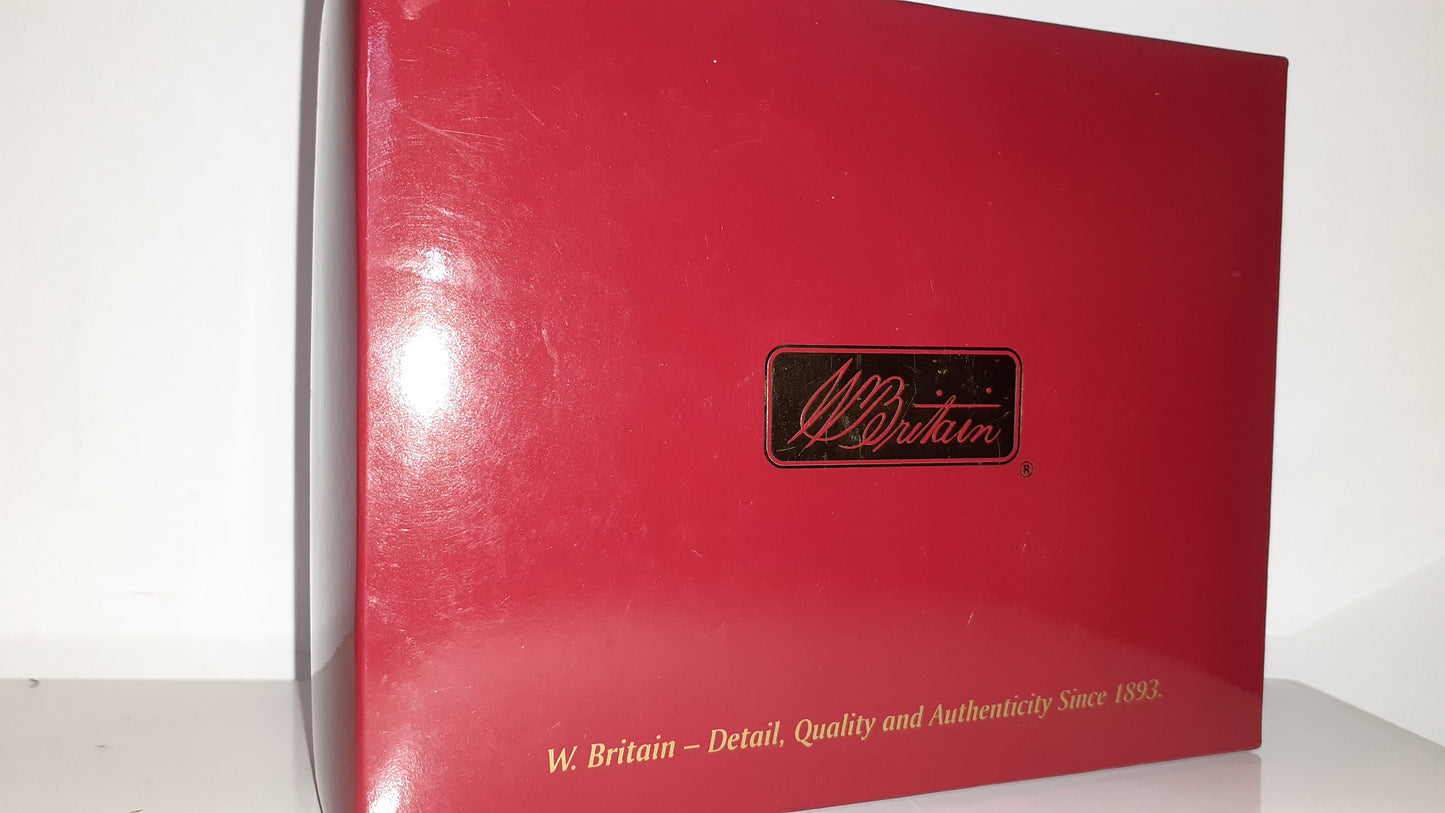 W Britain
®
W. Britain – Detail, Quality and Authenticity Since 1893.